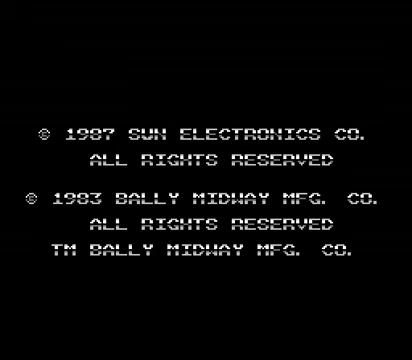 © 1987 SUN ELECTRONICS CO.
ALL RIGHTS RESERVED
© 1983 BALLY MIDWAY MFG. CO.
ALL RIGHTS RESERVED
TM BALLY MIDWAY MFG. CO.